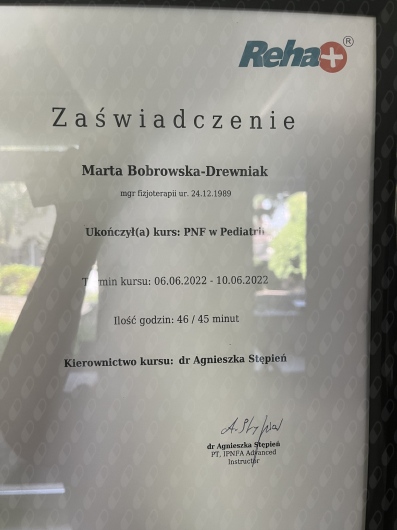 Reha+®
Zaświadczenie
Marta Bobrowska-Drewniak
mgr fizjoterapii ur. 24.12.1989
Ukończył(a) kurs: PNF w Pediatrii
Termin kursu: 06.06.2022 - 10.06.2022
Ilość godzin: 46 / 45 minut
Kierownictwo kursu: dr Agnieszka Stępień
A. Stępień
dr Agnieszka Stępień
PT, IPNFA Advanced
Instructor